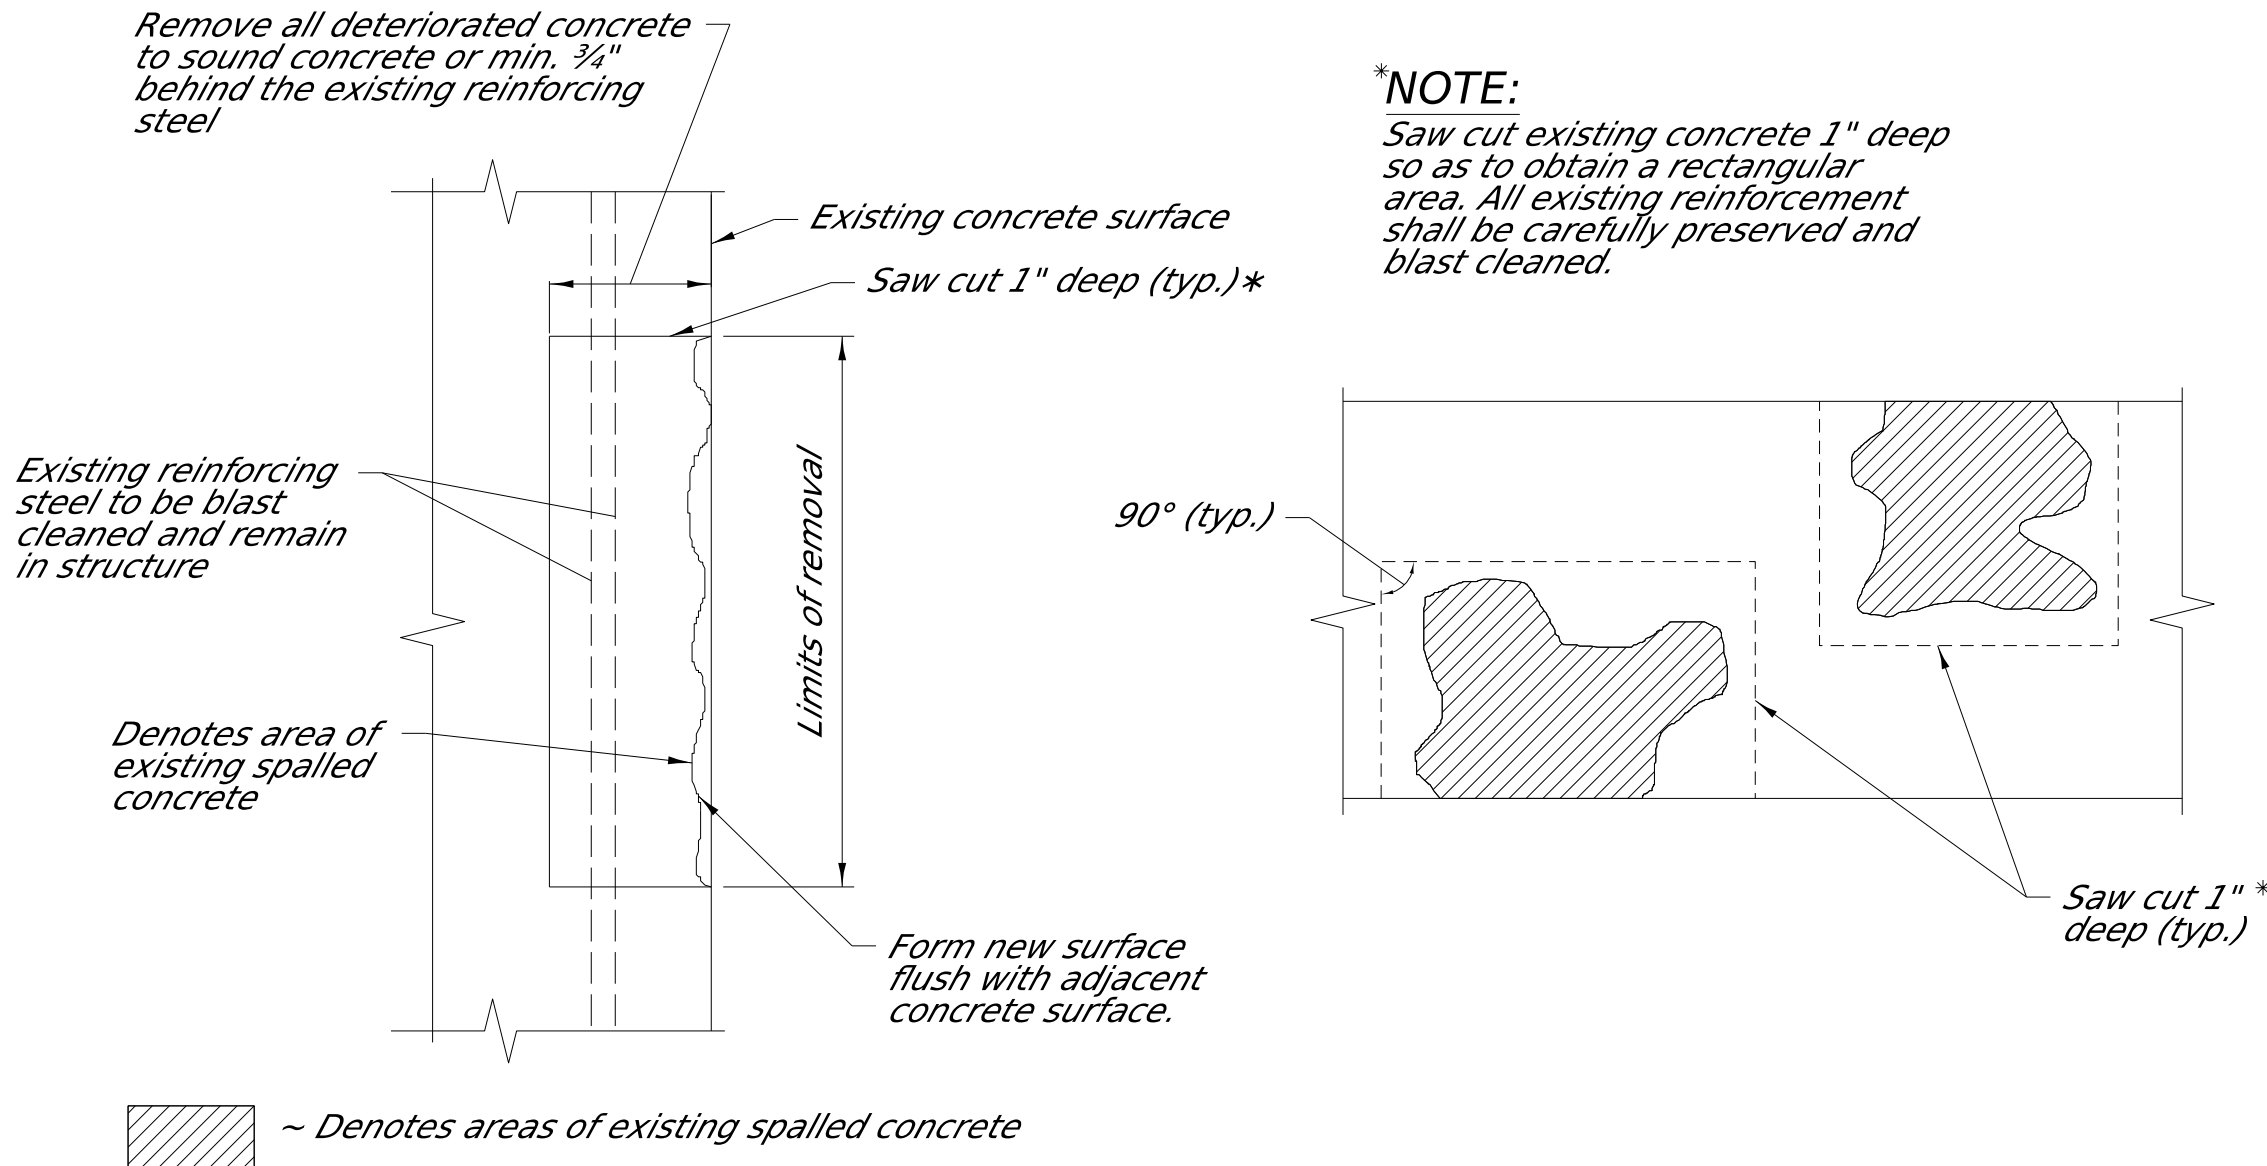 Remove all deteriorated concrete
to sound concrete or min. ¾"
behind the existing reinforcing
steel
*NOTE:
Saw cut existing concrete 1" deep
so as to obtain a rectangular
area. All existing reinforcement
shall be carefully preserved and
blast cleaned.
Existing concrete surface
Saw cut 1" deep (typ.)*
Existing reinforcing
steel to be blast
cleaned and remain
in structure
Limits of removal
90° (typ.)
Denotes area of
existing spalled
concrete
Form new surface
flush with adjacent
concrete surface.
Saw cut 1" *
deep (typ.)
~ Denotes areas of existing spalled concrete